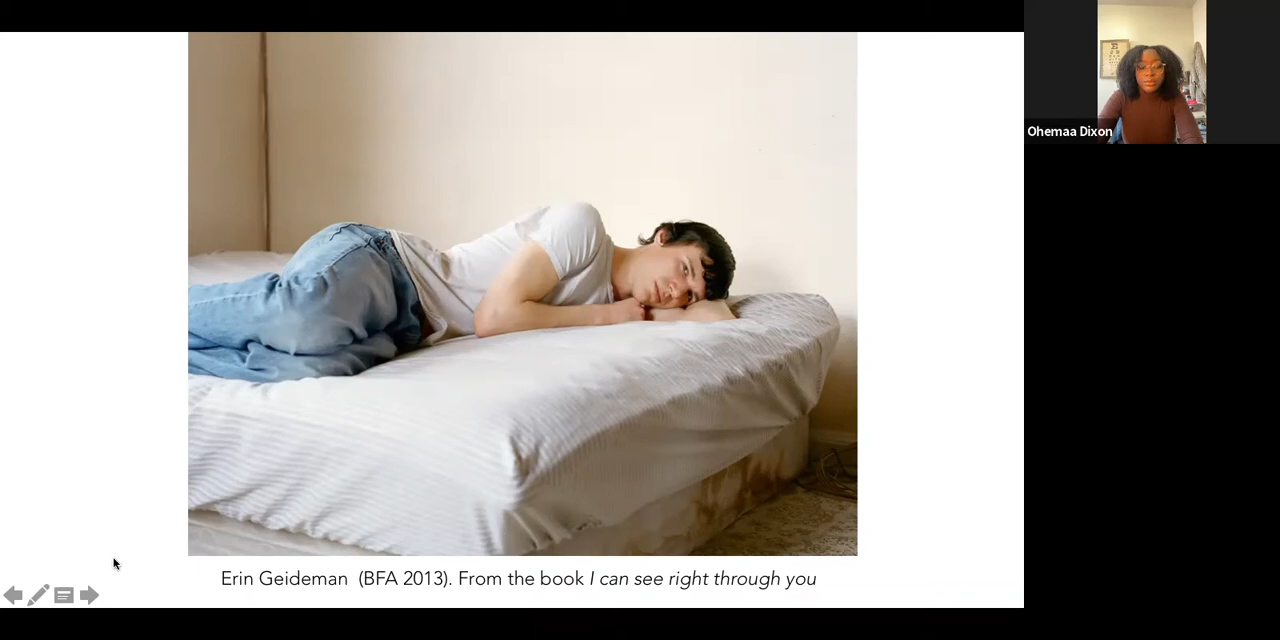 Ohemaa Dixon
Erin Geideman (BFA 2013). From the book I can see right through you